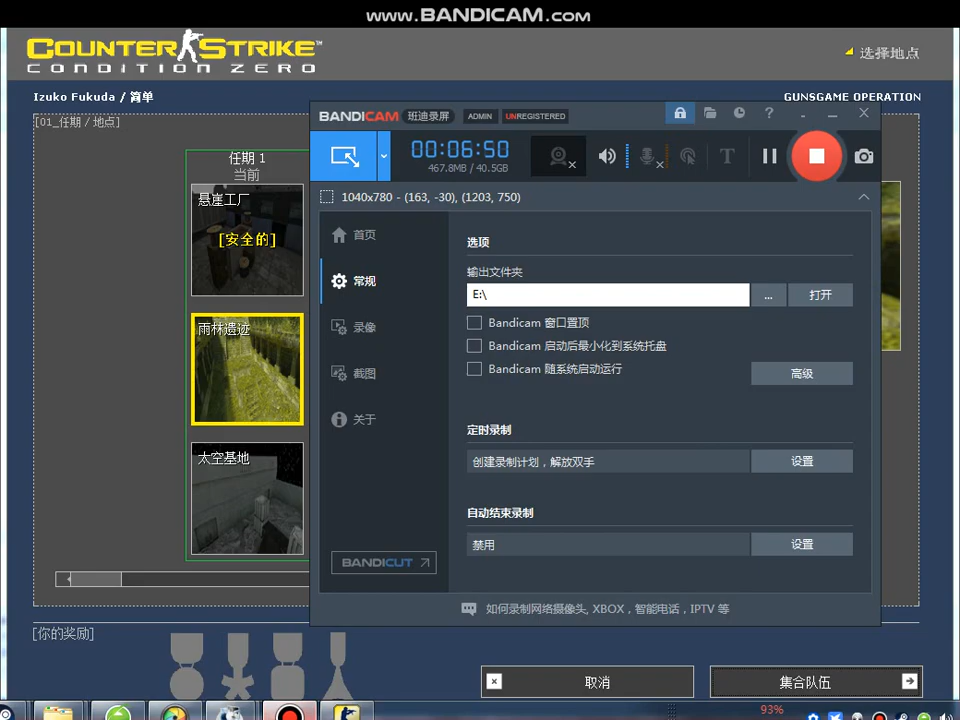 www.BANDICAM.com
COUNTER STRIKE™
CONDITION ZERO
选择地点
Izuko Fukuda / 简单
GUNSGAME OPERATION
[01_任期 / 地点]
任期 1
当前
悬崖工厂
[安全的]
雨林遗迹
太空基地
BANDICAM 班迪录屏 ADMIN UNREGISTERED
?
00:06:50
467.8MB / 40.5GB
T
1040x780 - (163, -30), (1203, 750)
首页
常规
录像
截图
关于
BANDICUT
选项
输出文件夹
E:\
...
打开
Bandicam 窗口置顶
Bandicam 启动后最小化到系统托盘
Bandicam 随系统启动运行
高级
定时录制
创建录制计划，解放双手
设置
自动结束录制
禁用
设置
如何录制网络摄像头, XBOX，智能电话，IPTV 等
[你的奖励]
取消
集合队伍
93%